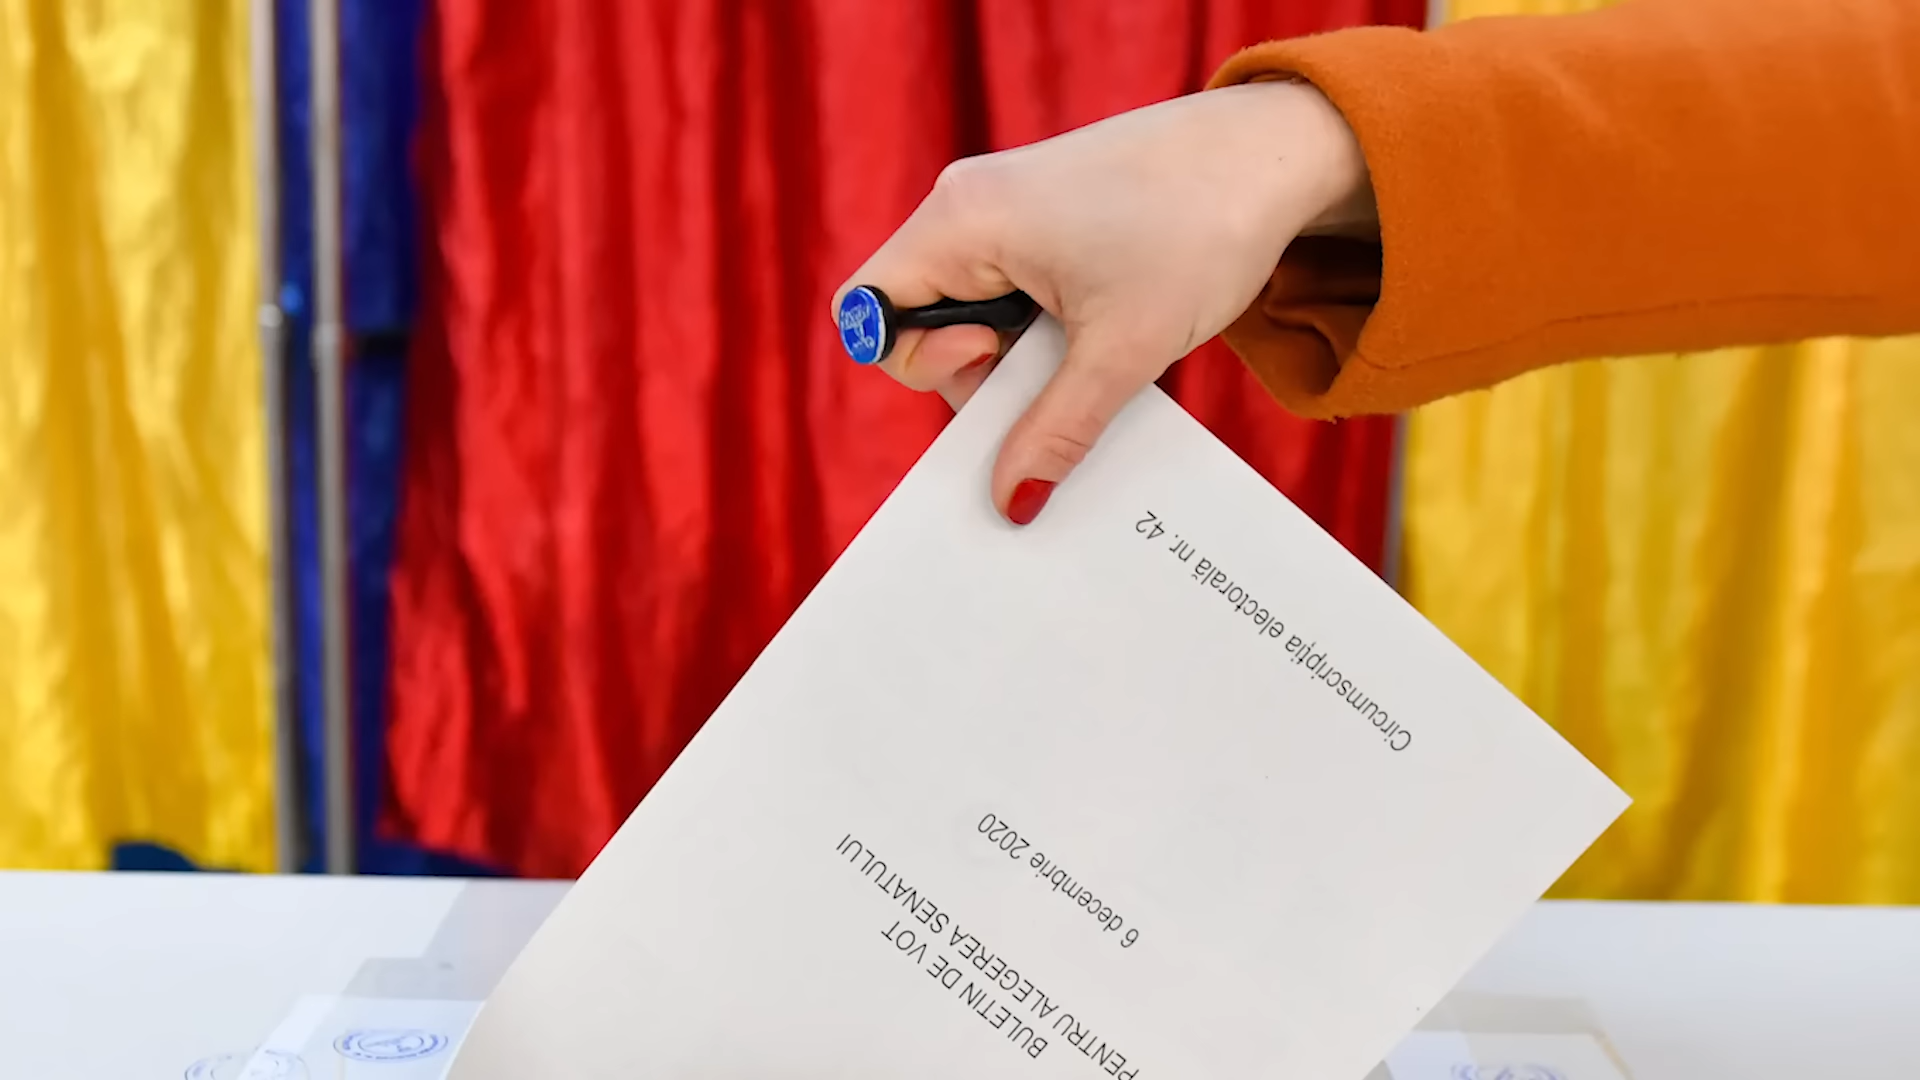 Circumscripția electorală nr. 42
6 decembrie 2020
BULETIN DE VOT
PENTRU ALEGEREA SENATULUI